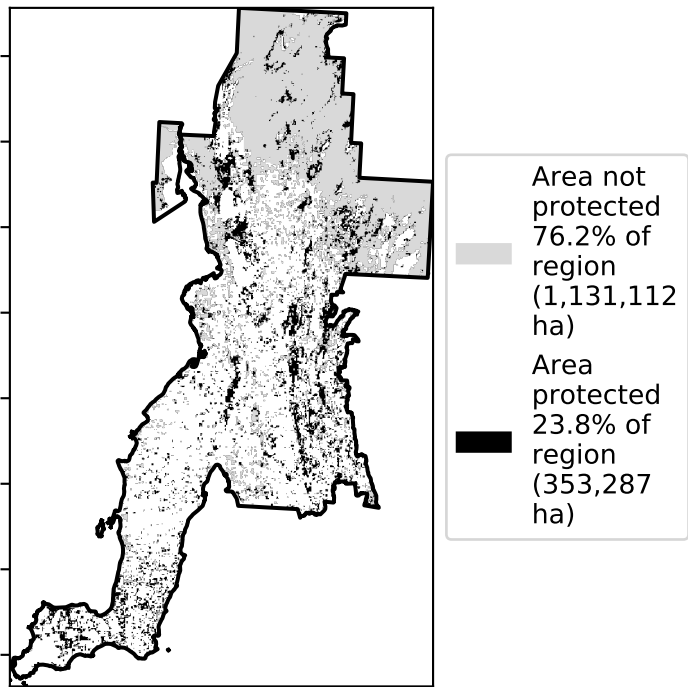 Area not
protected
76.2% of
region
(1,131,112
ha)
Area
protected
23.8% of
region
(353,287
ha)